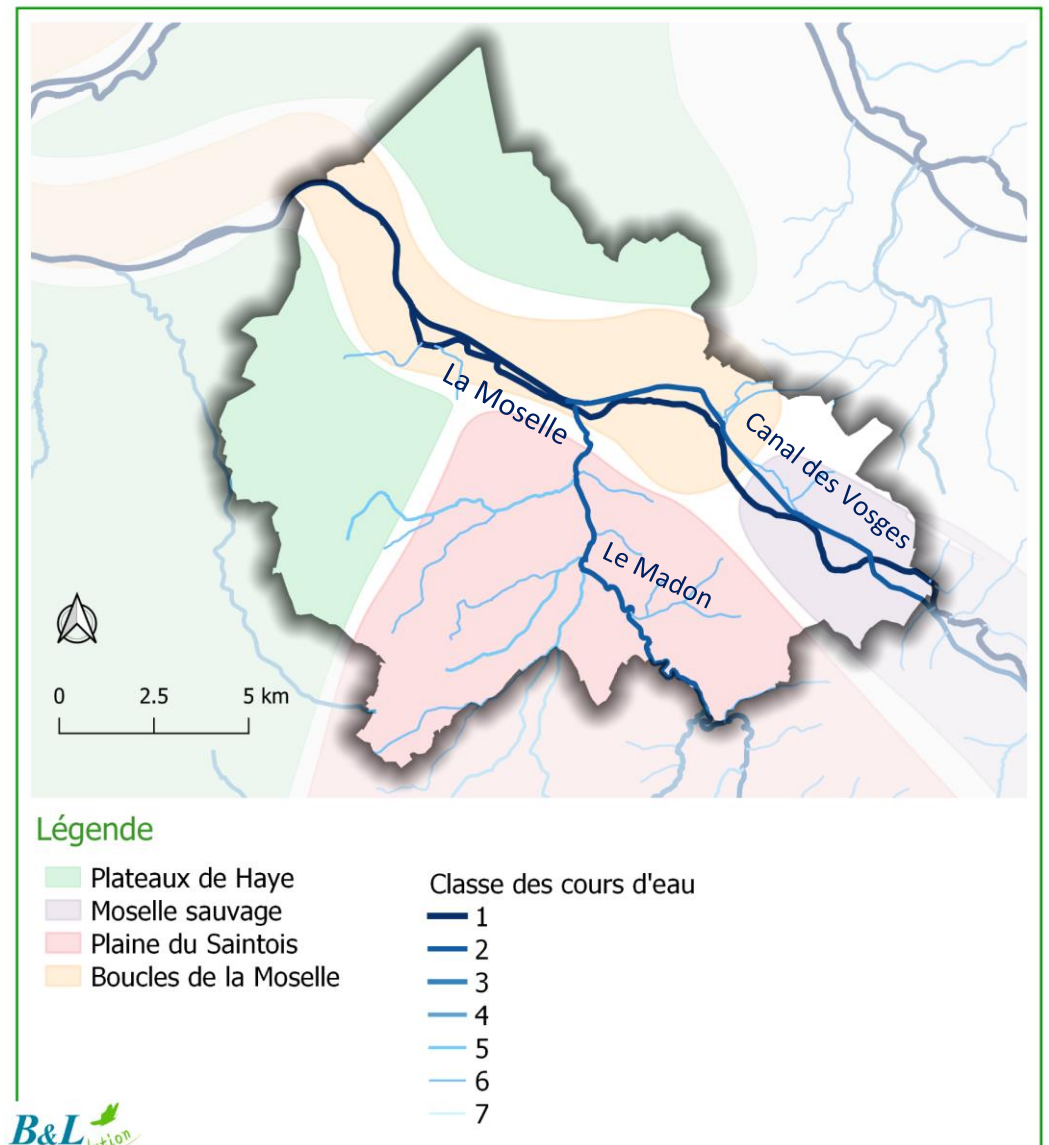 La Moselle
Canal des Vosges
Le Madon
0 2.5 5 km
Légende
Plateaux de Haye
Moselle sauvage
Plaine du Saintois
Boucles de la Moselle
Classe des cours d'eau
1
2
3
4
5
6
7
B&L